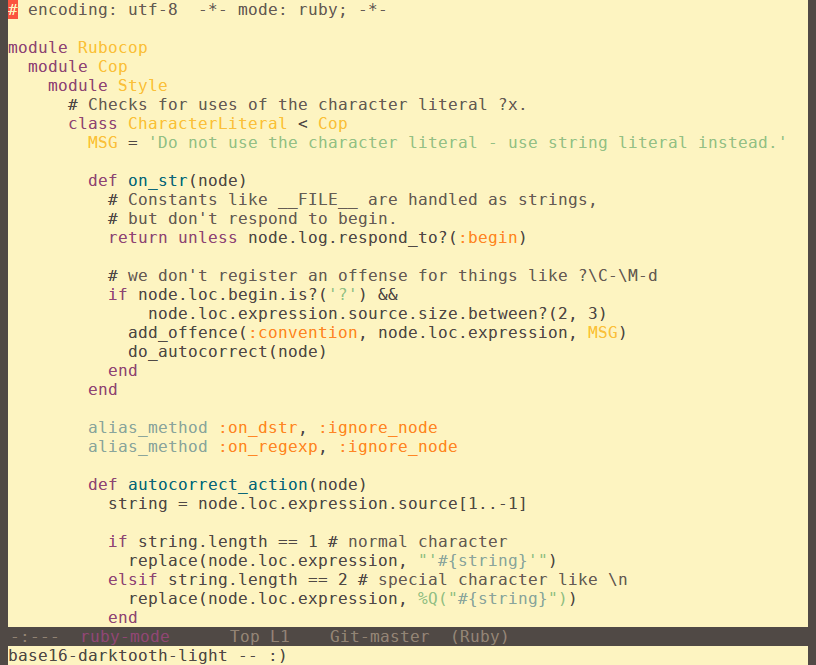 # encoding: utf-8  -*- mode: ruby; -*-

module Rubocop
  module Cop
    module Style
      # Checks for uses of the character literal ?x.
      class CharacterLiteral < Cop
        MSG = 'Do not use the character literal - use string literal instead.'

        def on_str(node)
          # Constants like __FILE__ are handled as strings,
          # but don't respond to begin.
          return unless node.log.respond_to?(:begin)

          # we don't register an offense for things like ?\C-\M-d
          if node.loc.begin.is?('?') &&
              node.loc.expression.source.size.between?(2, 3)
            add_offence(:convention, node.loc.expression, MSG)
            do_autocorrect(node)
          end
        end

        alias_method :on_dstr, :ignore_node
        alias_method :on_regexp, :ignore_node

        def autocorrect_action(node)
          string = node.loc.expression.source[1..-1]

          if string.length == 1 # normal character
            replace(node.loc.expression, "'#{string}'")
          elsif string.length == 2 # special character like \n
            replace(node.loc.expression, %Q("#{string}"))
          end
-:---  ruby-mode      Top L1    Git-master  (Ruby)
base16-darktooth-light -- :)